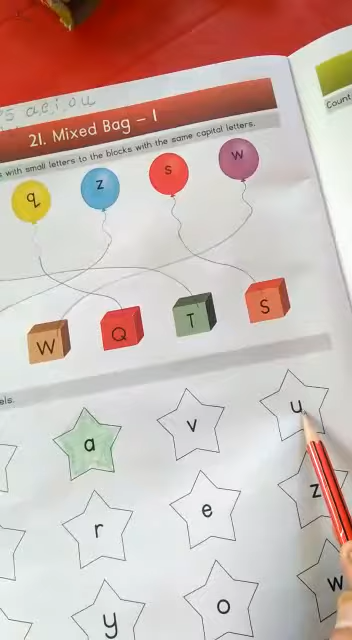 a e i o u
Count
21. Mixed Bag - 1
s with small letters to the blocks with the same capital letters.
q z s w
W Q T S
els.
a v u
r e z
y o w